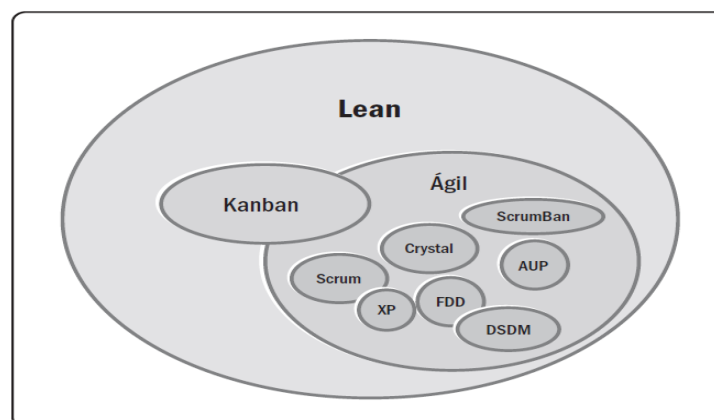 Lean
Ágil
Kanban
ScrumBan
Crystal
AUP
Scrum
FDD
XP
DSDM